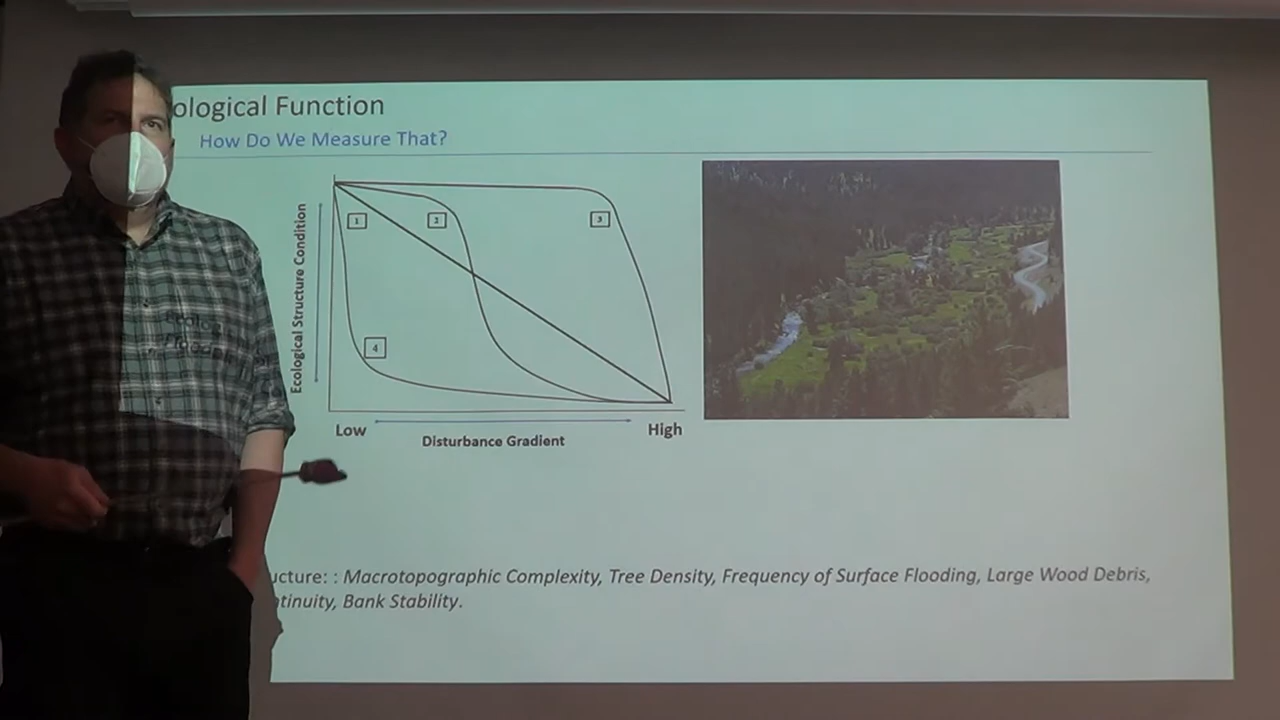 ological Function
How Do We Measure That?
Ecological Structure Condition
1
2
3
4
Low
High
Disturbance Gradient
ucture: : Macrotopographic Complexity, Tree Density, Frequency of Surface Flooding, Large Wood Debris,
tinuity, Bank Stability.